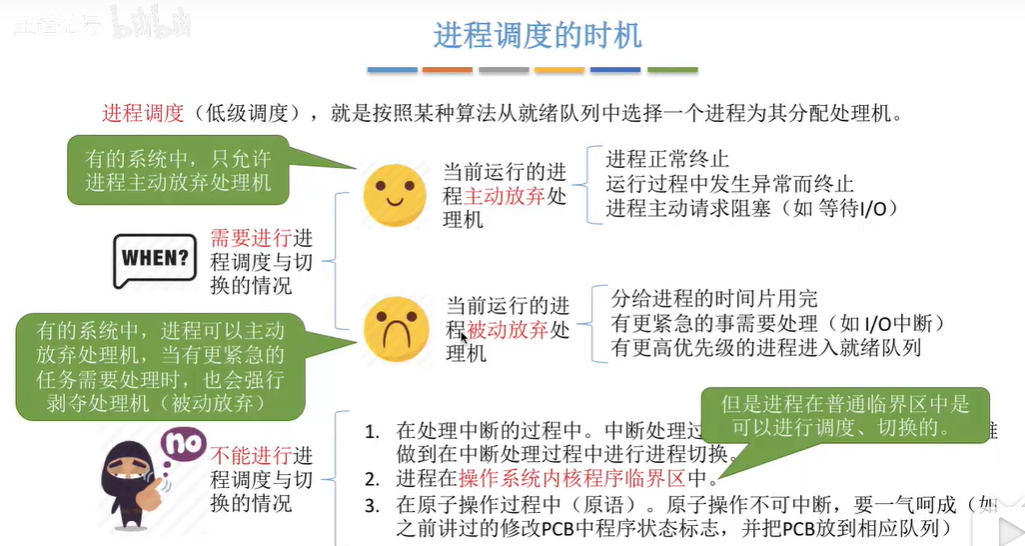 进程调度的时机
进程调度（低级调度），就是按照某种算法从就绪队列中选择一个进程为其分配处理机。
有的系统中，只允许
进程主动放弃处理机
WHEN?
需要进行进
程调度与切
换的情况
当前运行的进
程主动放弃处
理机
进程正常终止
运行过程中发生异常而终止
进程主动请求阻塞（如 等待I/O）
有的系统中，进程可以主动
放弃处理机，当有更紧急的
任务需要处理时，也会强行
剥夺处理机（被动放弃）
当前运行的进
程被动放弃处
理机
分给进程的时间片用完
有更紧急的事需要处理（如 I/O中断）
有更高优先级的进程进入就绪队列
no
不能进行进
程调度与切
换的情况
但是进程在普通临界区中是
可以进行调度、切换的。
1. 在处理中断的过程中。中断处理过
做到在中断处理过程中进行进程切换。
2. 进程在操作系统内核程序临界区中。
3. 在原子操作过程中（原语）。原子操作不可中断，要一气呵成（如
之前讲过的修改PCB中程序状态标志，并把PCB放到相应队列）